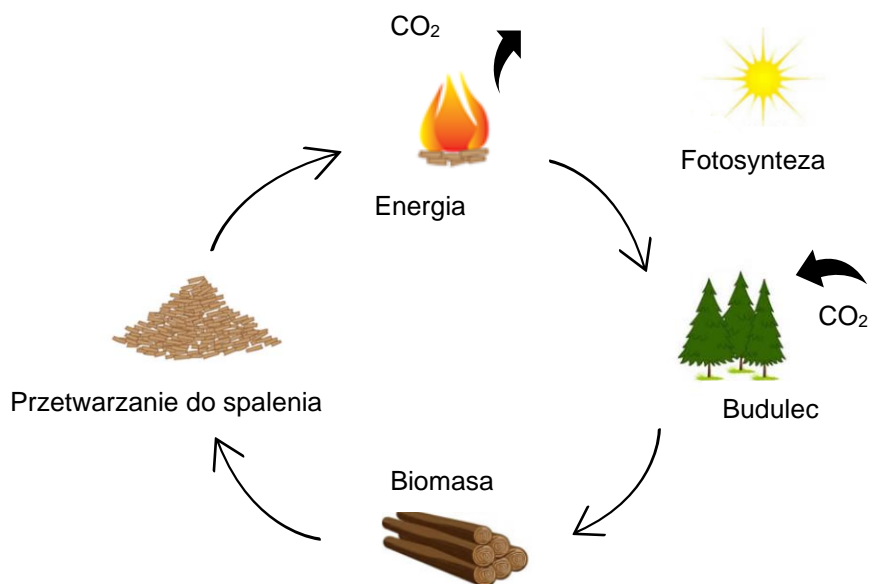 CO₂
Fotosynteza
Energia
CO₂
Przetwarzanie do spalenia
Budulec
Biomasa